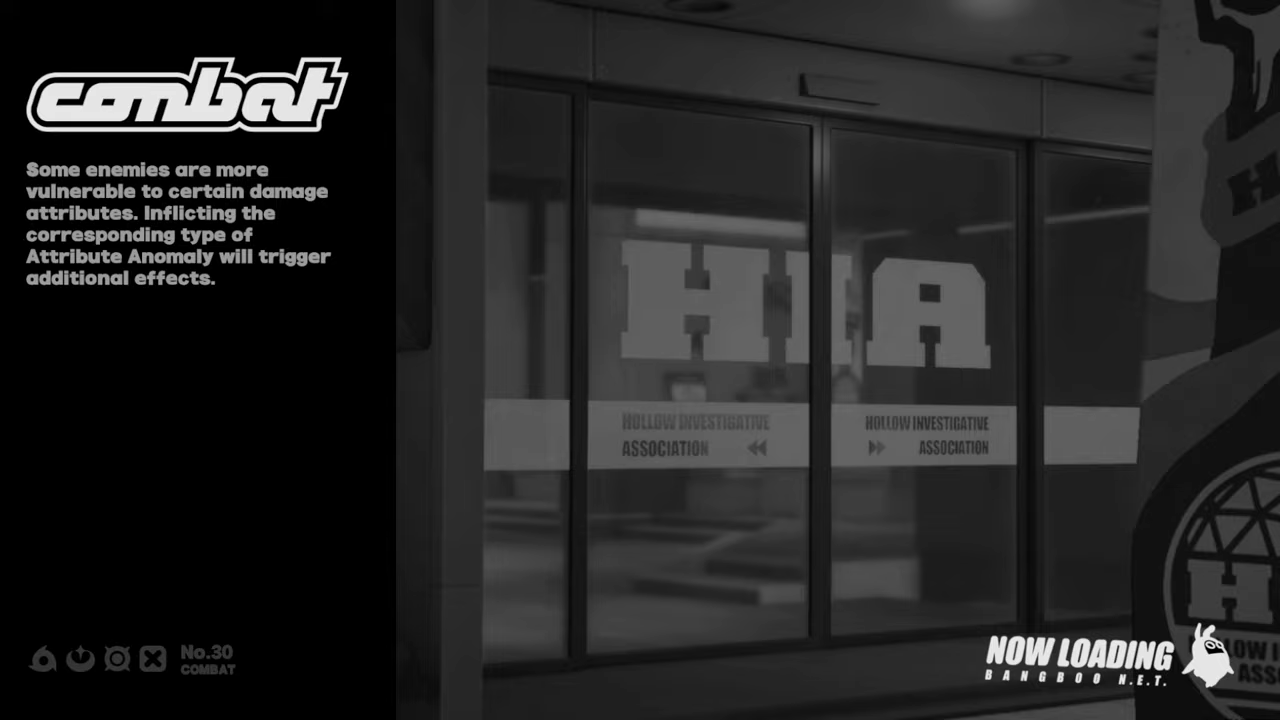 combat
Some enemies are more
vulnerable to certain damage
attributes. Inflicting the
corresponding type of
Attribute Anomaly will trigger
additional effects.
No.30
COMBAT
HIA
HOLLOW INVESTIGATIVE
ASSOCIATION
HOLLOW INVESTIGATIVE
ASSOCIATION
H
H
NOW LOADING
BANGBOO N.E.T.